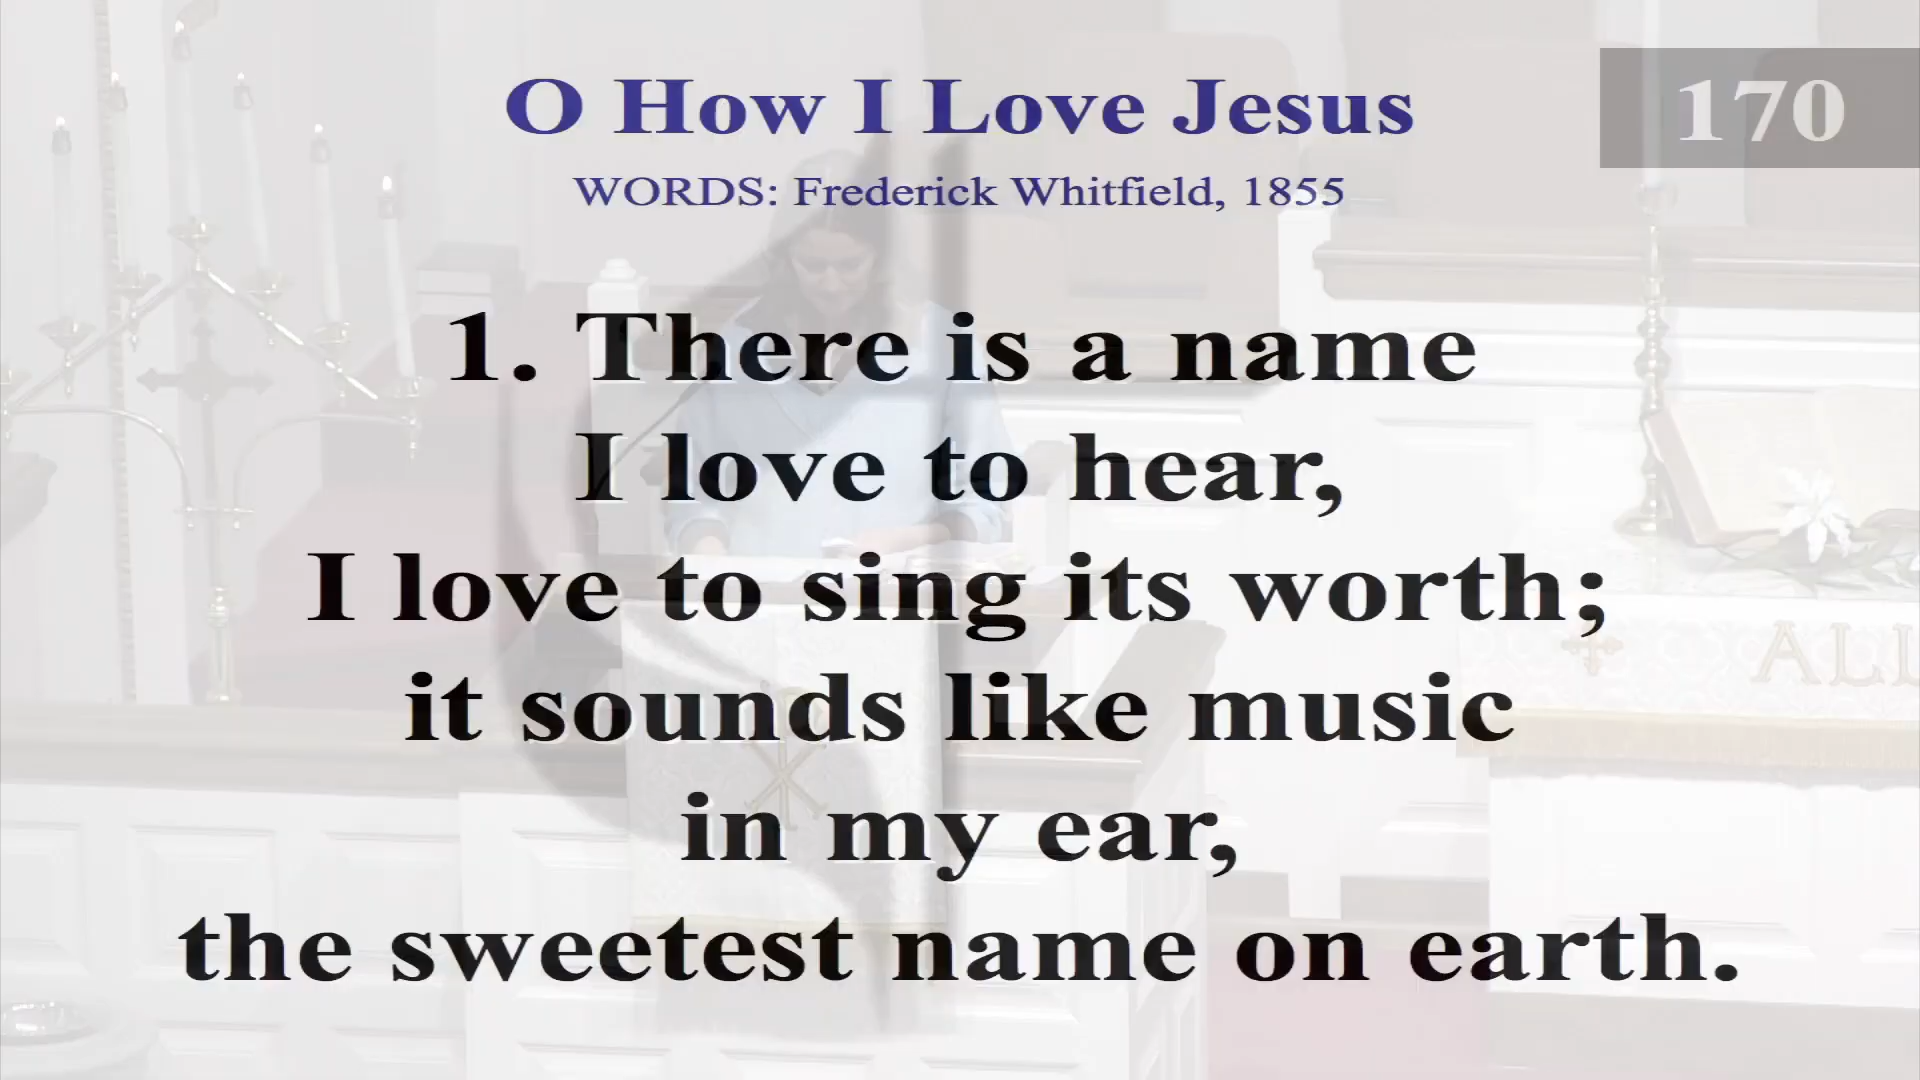 O How I Love Jesus
170
WORDS: Frederick Whitfield, 1855
1. There is a name
I love to hear,
I love to sing its worth;
it sounds like music
in my ear,
the sweetest name on earth.
ALL